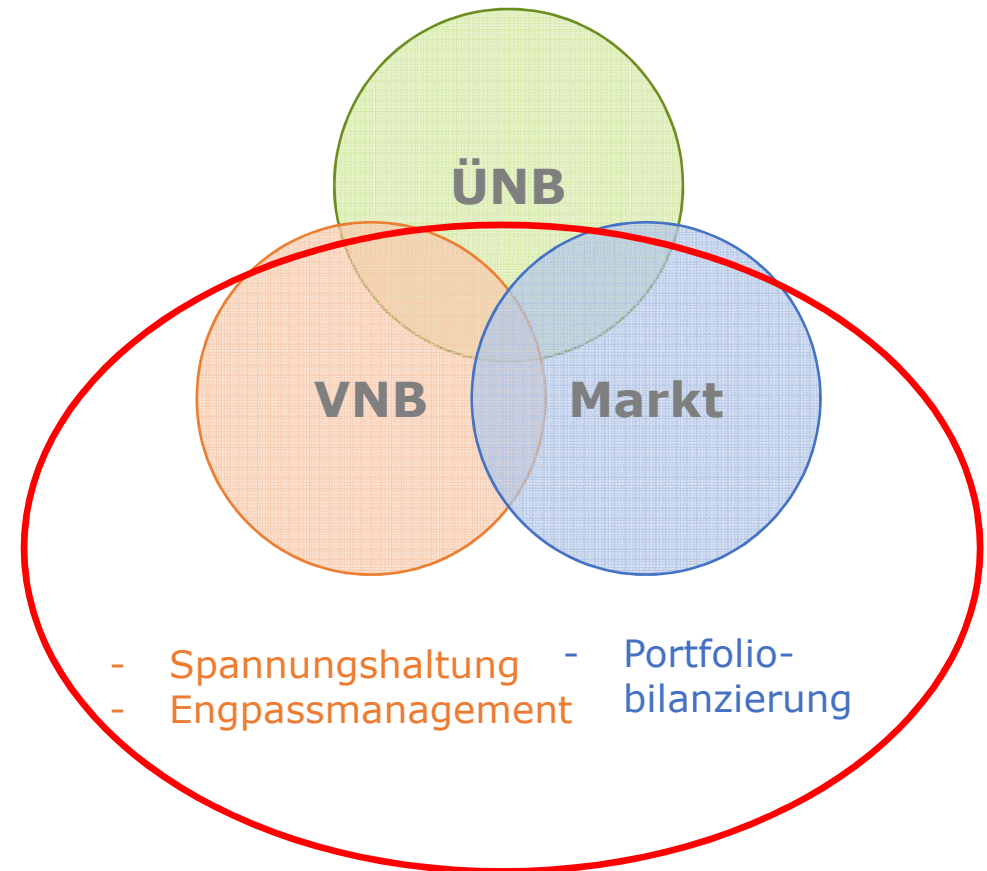 ÜNB
VNB
Markt
- Spannungshaltung
- Engpassmanagement
- Portfolio-
bilanzierung